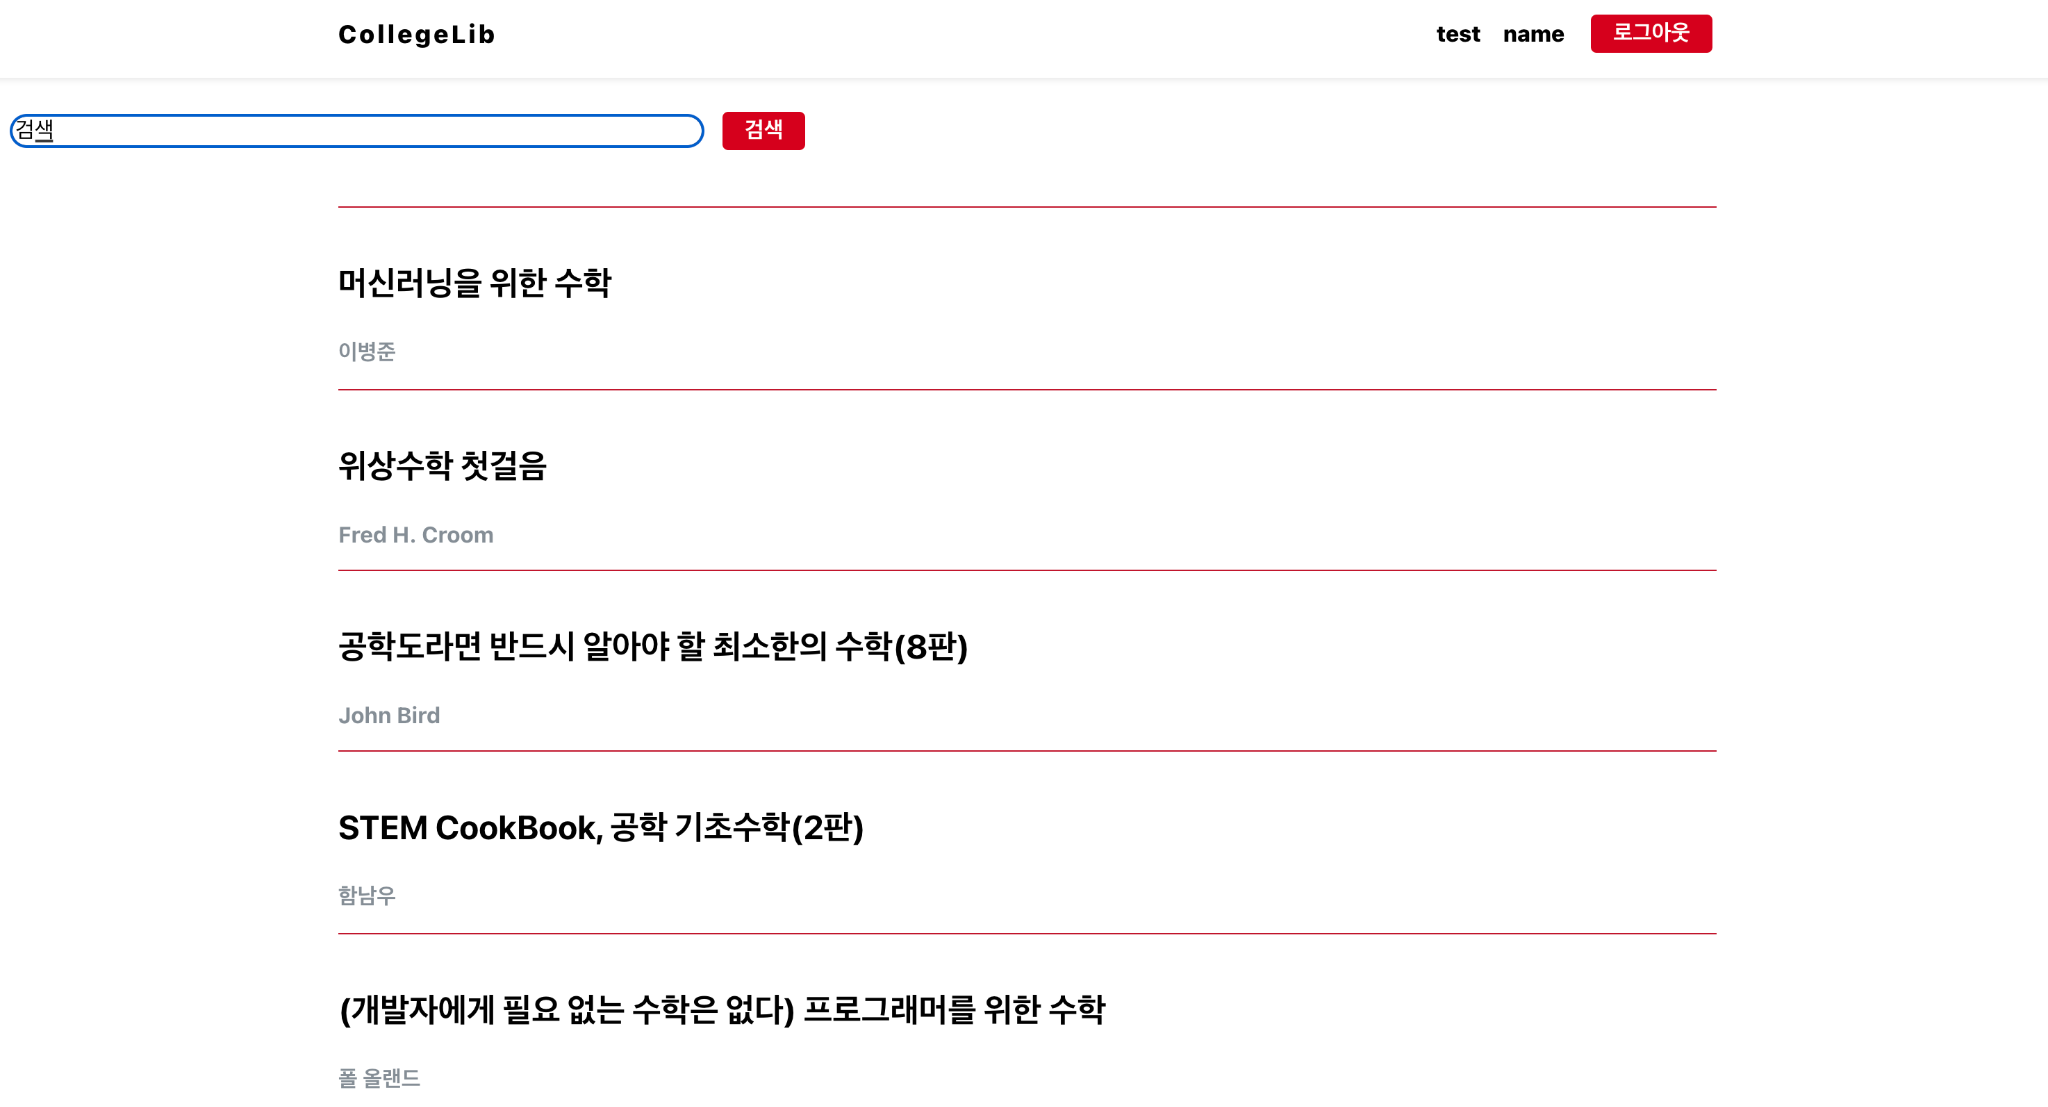 CollegeLib
test name 로그아웃
검색 검색
머신러닝을 위한 수학
이병준
위상수학 첫걸음
Fred H. Croom
공학도라면 반드시 알아야 할 최소한의 수학(8판)
John Bird
STEM CookBook, 공학 기초수학(2판)
함남우
(개발자에게 필요 없는 수학은 없다) 프로그래머를 위한 수학
폴 올랜드